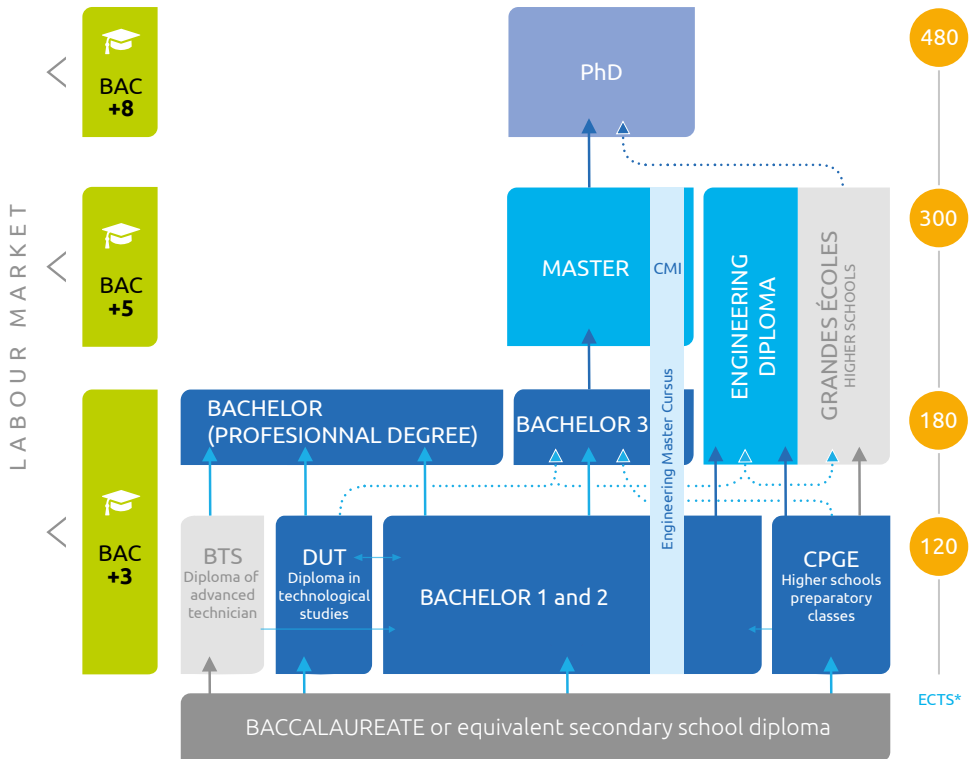 LABOUR MARKET
BAC
+8
PhD
480
BAC
+5
MASTER
CMI
ENGINEERING
DIPLOMA
GRANDES ÉCOLES
HIGHER SCHOOLS
300
BACHELOR
(PROFESIONNAL DEGREE)
BACHELOR 3
Engineering Master Cursus
180
BAC
+3
BTS
Diploma of
advanced
technician
DUT
Diploma in
technological
studies
BACHELOR 1 and 2
CPGE
Higher schools
preparatory
classes
120
ECTS*
BACCALAUREATE or equivalent secondary school diploma